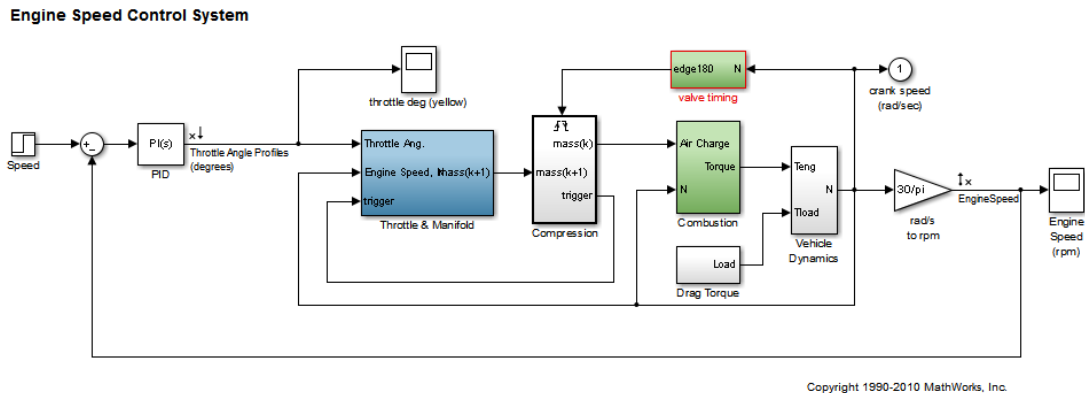 Engine Speed Control System
throttle deg (yellow)
edge180 N
valve timing
1
crank speed
(rad/sec)
Speed
+
−
PI(s)
PID
Throttle Angle Profiles
(degrees)
Throttle Ang.
Engine Speed, N
mass(k+1)
trigger
Throttle & Manifold
mass(k)
mass(k+1)
trigger
Compression
Air Charge
Torque
N
Combustion
Load
Drag Torque
Teng
N
Tload
Vehicle
Dynamics
30/pi
rad/s
to rpm
EngineSpeed
Engine
Speed
(rpm)
Copyright 1990-2010 MathWorks, Inc.